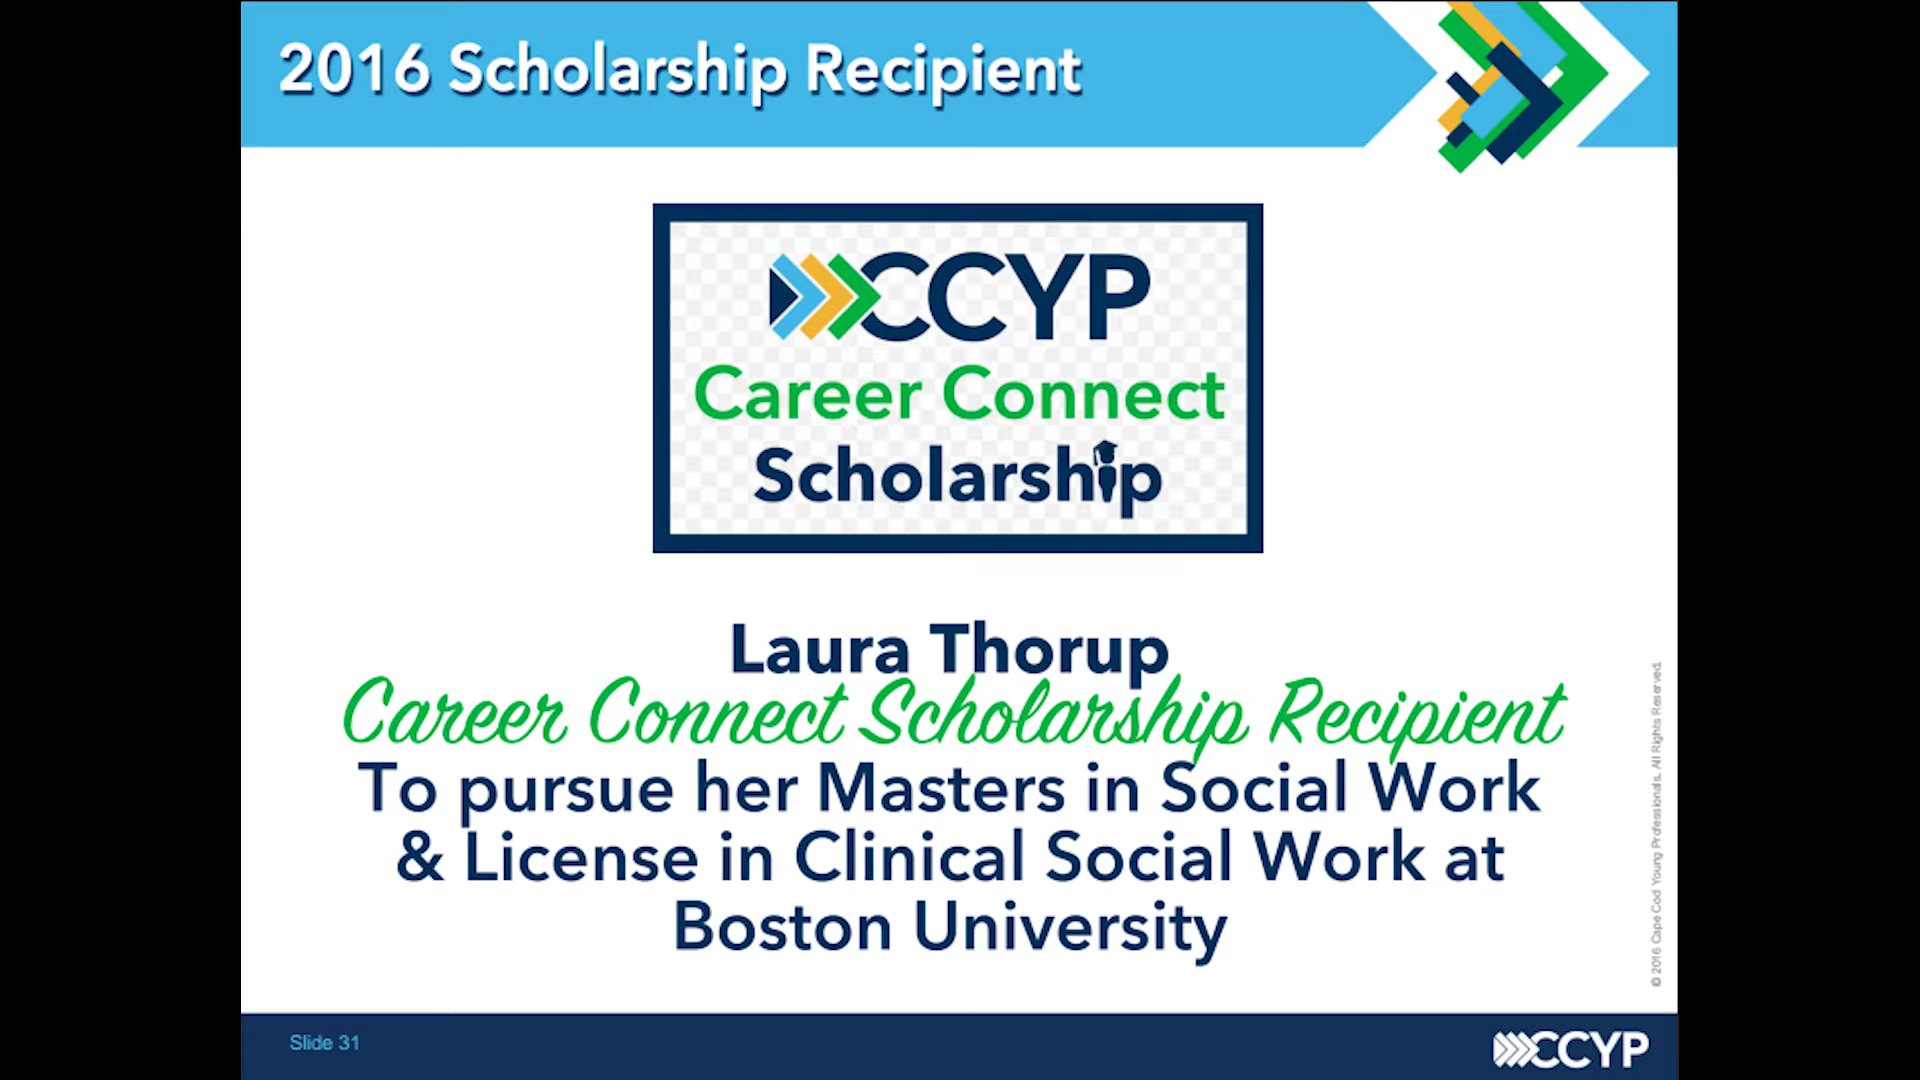 2016 Scholarship Recipient
CCYP
Career Connect
Scholarship
Laura Thorup
Career Connect Scholarship Recipient
To pursue her Masters in Social Work
& License in Clinical Social Work at
Boston University
© 2016 Cape Cod Young Professionals. All Rights Reserved.
Slide 31
CCYP